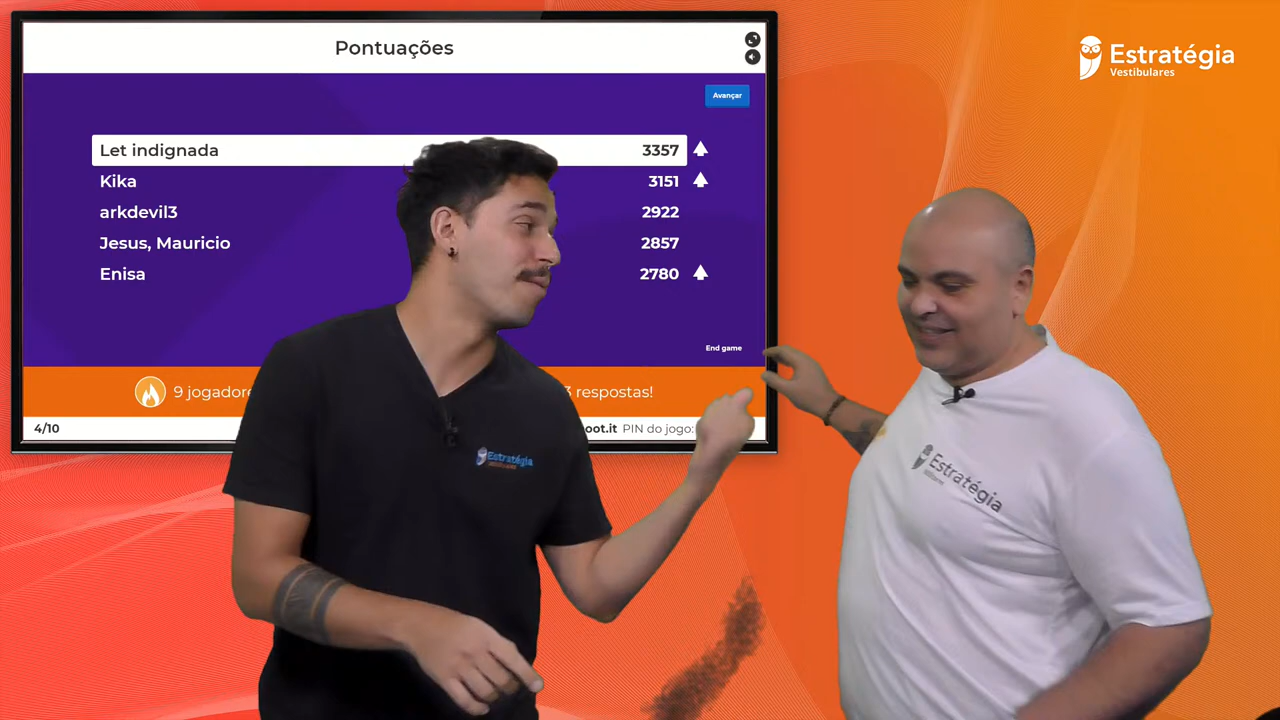 Pontuações
Avançar
Let indignada 3357
Kika 3151
arkdevil3 2922
Jesus, Mauricio 2857
Enisa 2780
End game
9 jogadore 3 respostas!
4/10 oot.it PIN do jogo:
Estratégia
Vestibulares
Estratégia
Estratégia